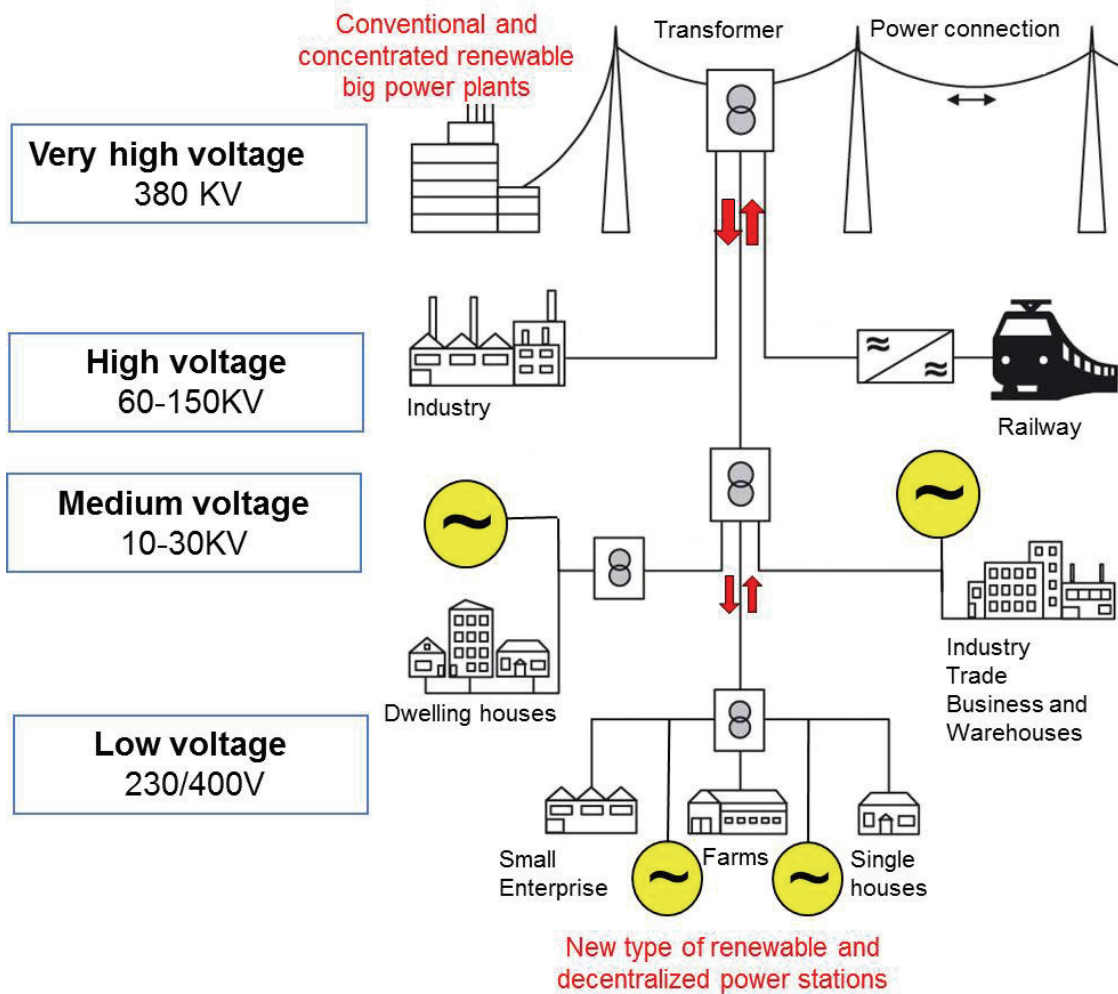 Conventional and
concentrated renewable
big power plants
Transformer
Power connection
Very high voltage
380 KV
High voltage
60-150KV
Industry
Railway
Medium voltage
10-30KV
~
~
Dwelling houses
Industry
Trade
Business and
Warehouses
Low voltage
230/400V
Small
Enterprise
Farms
Single
houses
~
~
New type of renewable and
decentralized power stations